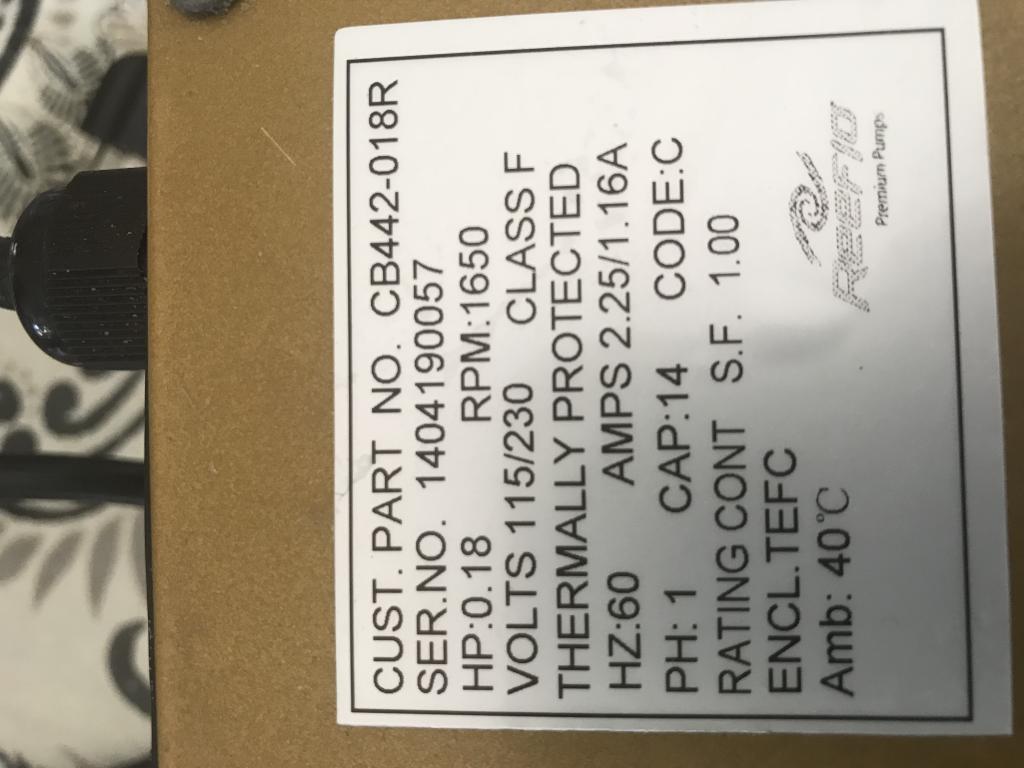 CUST. PART NO. CB442-018R
SER.NO. 1404190057
HP:0.18 RPM:1650
VOLTS 115/230 CLASS F
THERMALLY PROTECTED
HZ:60 AMPS 2.25/1.16A
PH: 1 CAP:14 CODE:C
RATING CONT S.F. 1.00
ENCL.TEFC
Amb: 40℃
ReeFlo
Premium Pumps